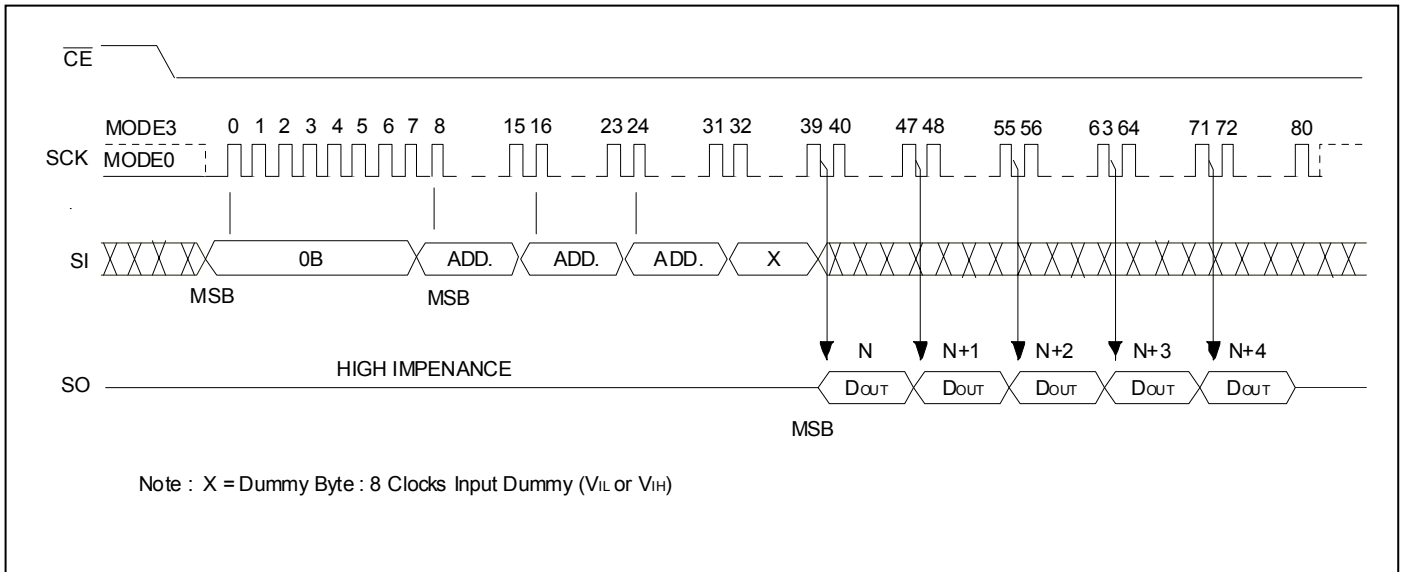 CE
MODE3 0 1 2 3 4 5 6 7 8 15 16 23 24 31 32 39 40 47 48 55 56 63 64 71 72 80
SCK MODE0
SI 0B ADD. ADD. ADD. X
MSB MSB
N N+1 N+2 N+3 N+4
HIGH IMPENANCE
SO DOUT DOUT DOUT DOUT DOUT
MSB
Note : X = Dummy Byte : 8 Clocks Input Dummy (VIL or VIH)